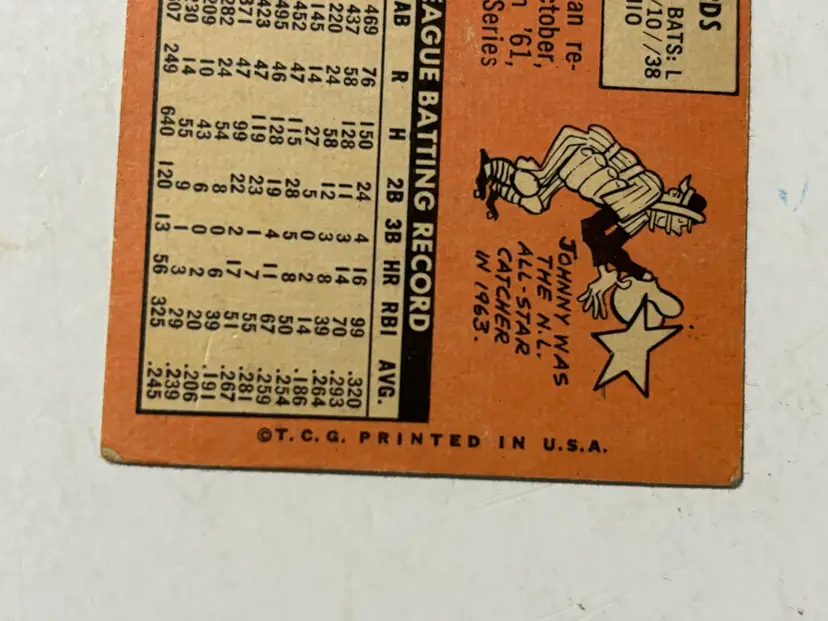 RDS
BATS: L
/10//38
HIO
an re-
ctober,
'61,
Series
JOHNNY WAS
THE N.L.
ALL-STAR
CATCHER
IN 1963.
EAGUE BATTING RECORD
AB R H 2B 3B HR RBI AVG.
469 76 150 24 4 16 99 .320
437 58 128 11 3 14 70 .293
220 24 58 12 3 8 39 .264
145 14 27 5 0 2 14 .186
452 47 115 28 5 8 50 .254
495 46 128 19 4 11 67 .259
423 47 119 23 1 7 55 .281
371 47 99 22 2 17 51 .267
282 24 54 8 0 6 39 .191
209 10 43 6 0 2 20 .206
230 14 55 9 1 3 29 .239
607 249 640 120 13 56 325 .245
©T.C.G. PRINTED IN U.S.A.